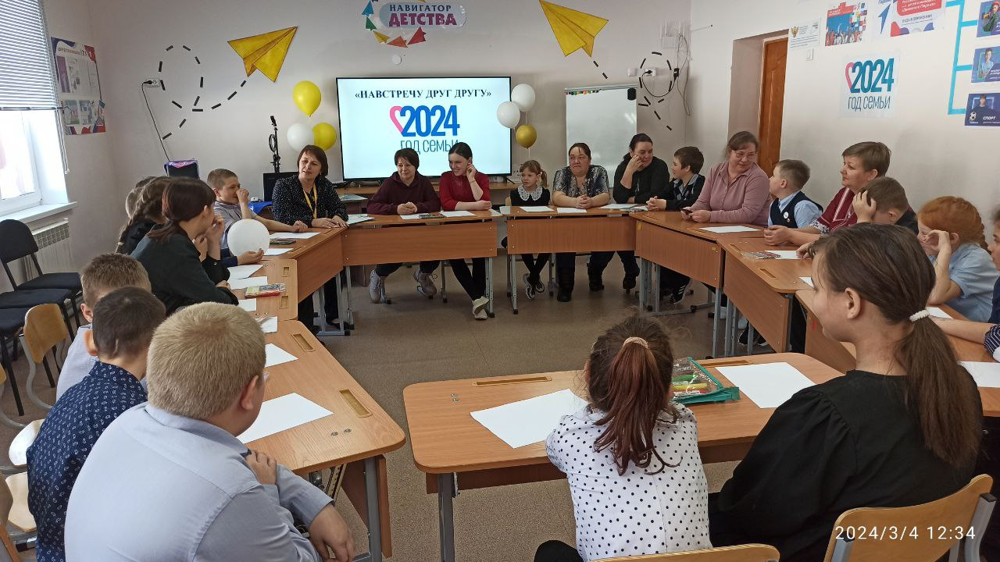 НАВИГАТОР
ДЕТСТВА
«НАВСТРЕЧУ ДРУГ ДРУГУ»
2024
ГОД СЕМЬИ
2024
ГОД СЕМЬИ
СПОРТ
2024/3/4 12:34